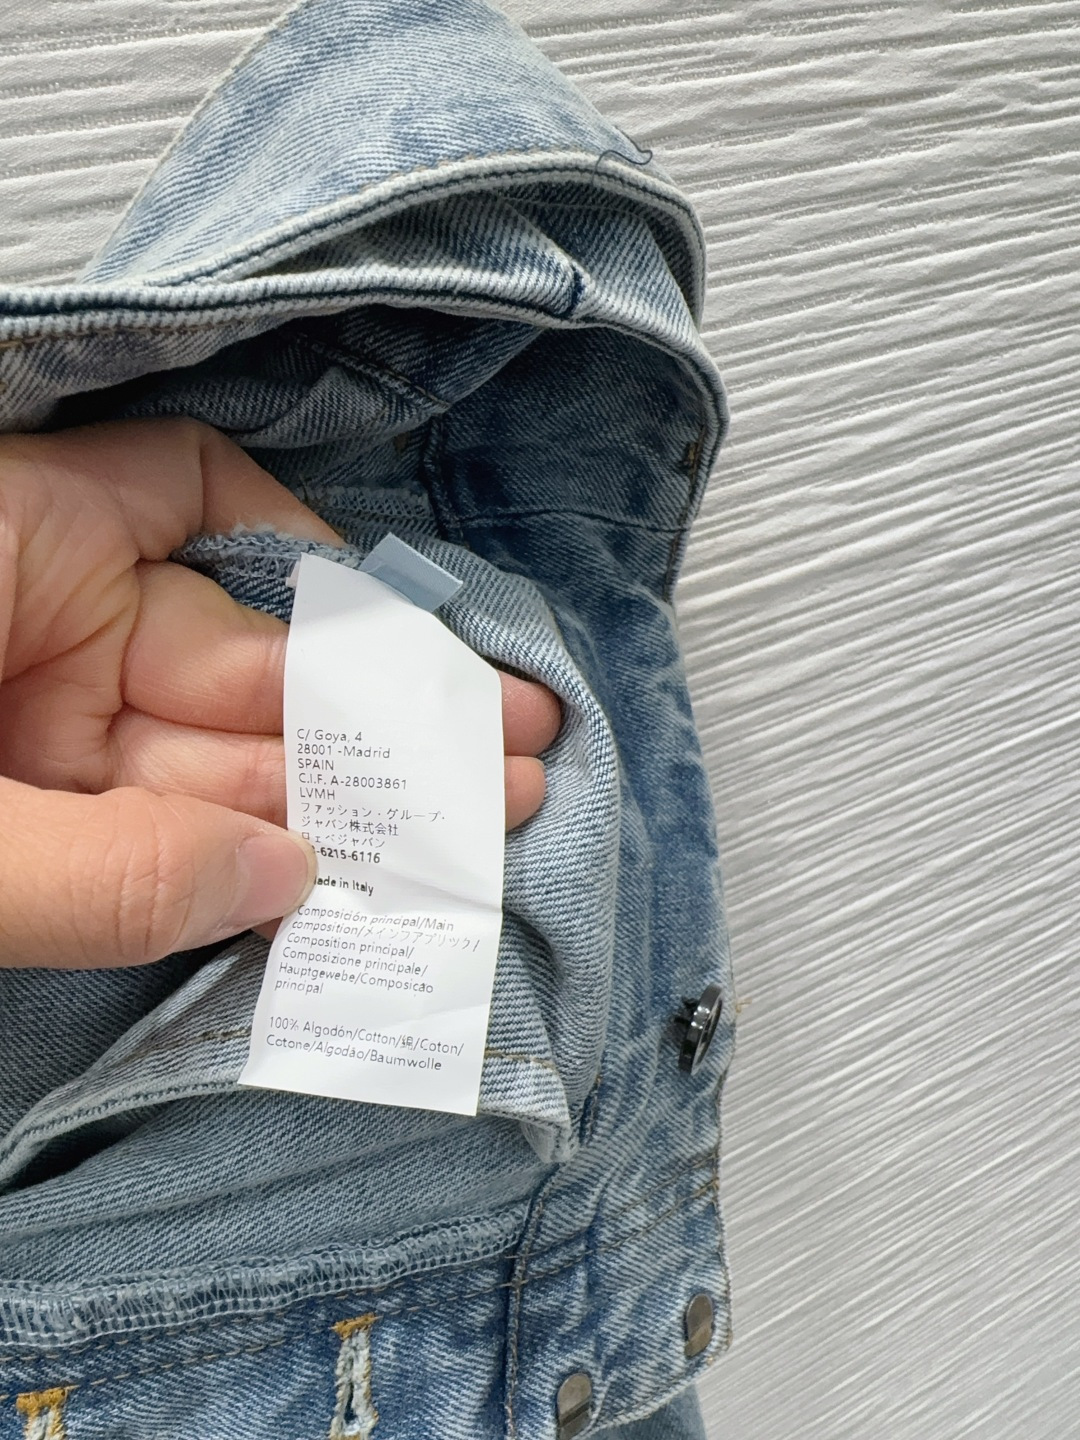 C/ Goya, 4
28001 -Madrid
SPAIN
C.I.F. A-28003861
LVMH
ファッション・グループ・
ジャパン株式会社
ロエベジャパン
-6215-6116
ade in Italy
Composición principal/Main
composition/メインファブリック/
Composition principal/
Composizione principale/
Hauptgewebe/Composicão
principal
100% Algodón/Cotton/綿/Coton/
Cotone/Algodão/Baumwolle